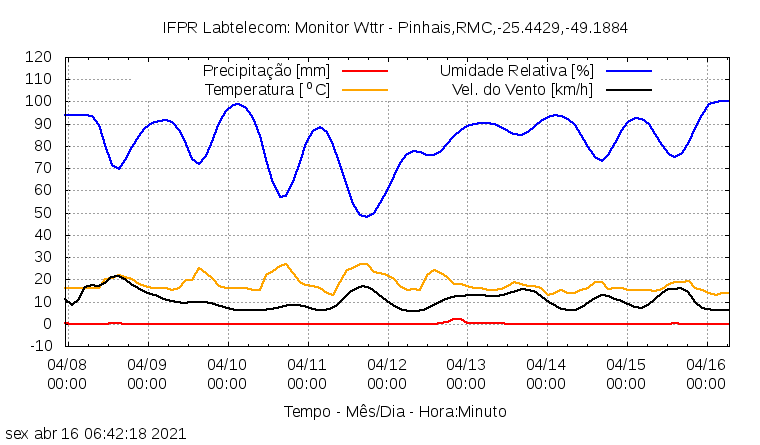 IFPR Labtelecom: Monitor Wttr - Pinhais,RMC,-25.4429,-49.1884
Precipitação [mm]
Umidade Relativa [%]
Temperatura [ºC]
Vel. do Vento [km/h]
120
110
100
90
80
70
60
50
40
30
20
10
0
-10
04/08 04/09 04/10 04/11 04/12 04/13 04/14 04/15 04/16
00:00 00:00 00:00 00:00 00:00 00:00 00:00 00:00 00:00
Tempo - Mês/Dia - Hora:Minuto
sex abr 16 06:42:18 2021